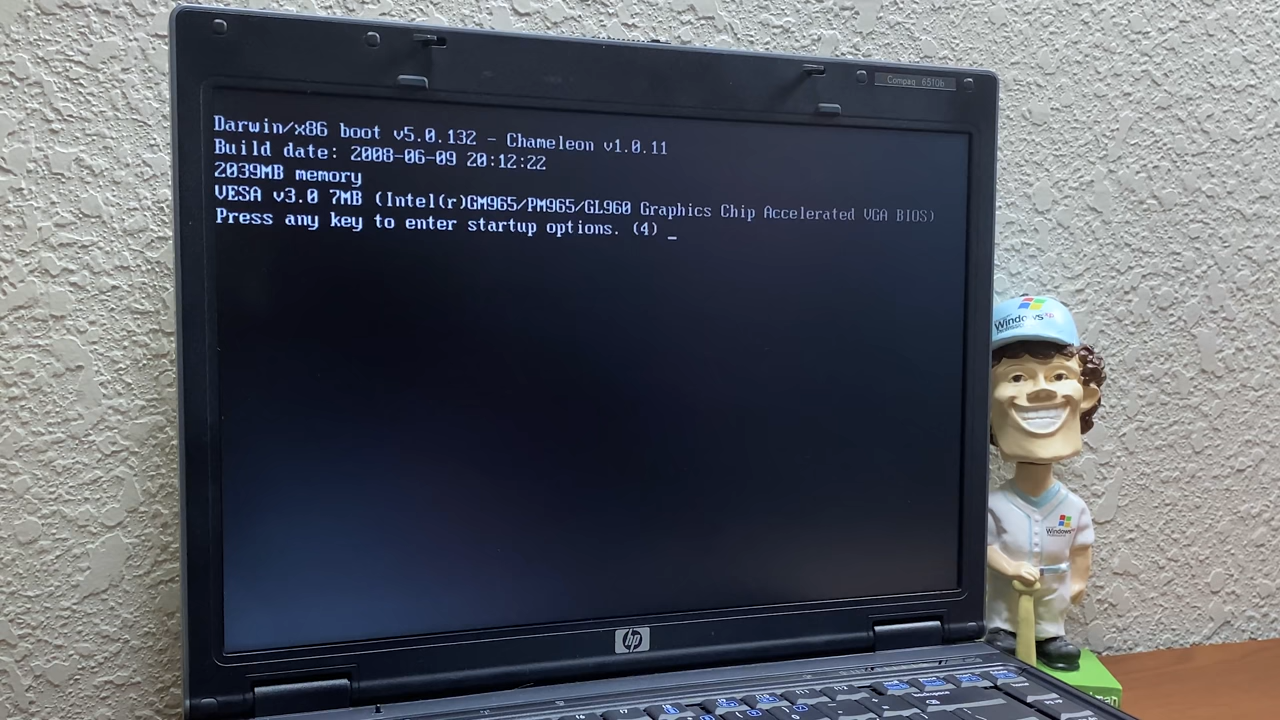 Compaq 6510b
Darwin/x86 boot v5.0.132 - Chameleon v1.0.11
Build date: 2008-06-09 20:12:22
2039MB memory
VESA v3.0 7MB (Intel(r)GM965/PM965/GL960 Graphics Chip Accelerated VGA BIOS)
Press any key to enter startup options. (4) _
Windows xp
Professional
Windows
hp